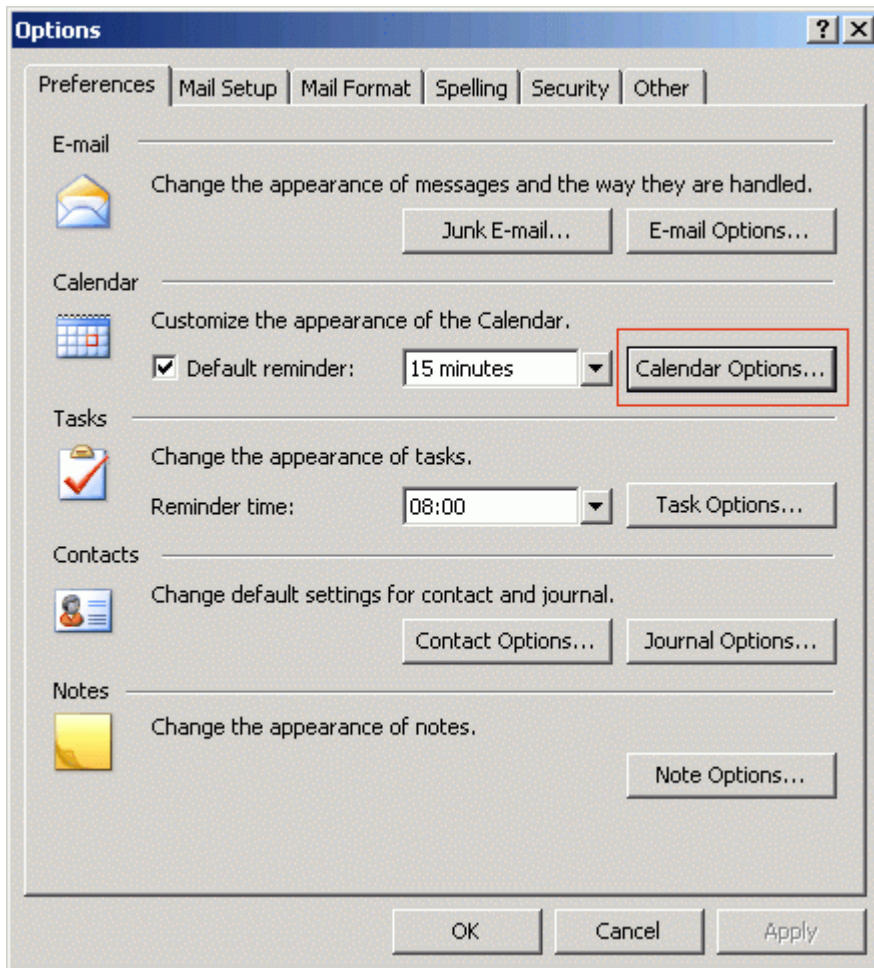 Options
Preferences Mail Setup Mail Format Spelling Security Other
E-mail
Change the appearance of messages and the way they are handled.
Junk E-mail... E-mail Options...
Calendar
Customize the appearance of the Calendar.
Default reminder: 15 minutes Calendar Options...
Tasks
Change the appearance of tasks.
Reminder time: 08:00 Task Options...
Contacts
Change default settings for contact and journal.
Contact Options... Journal Options...
Notes
Change the appearance of notes.
Note Options...
OK Cancel Apply